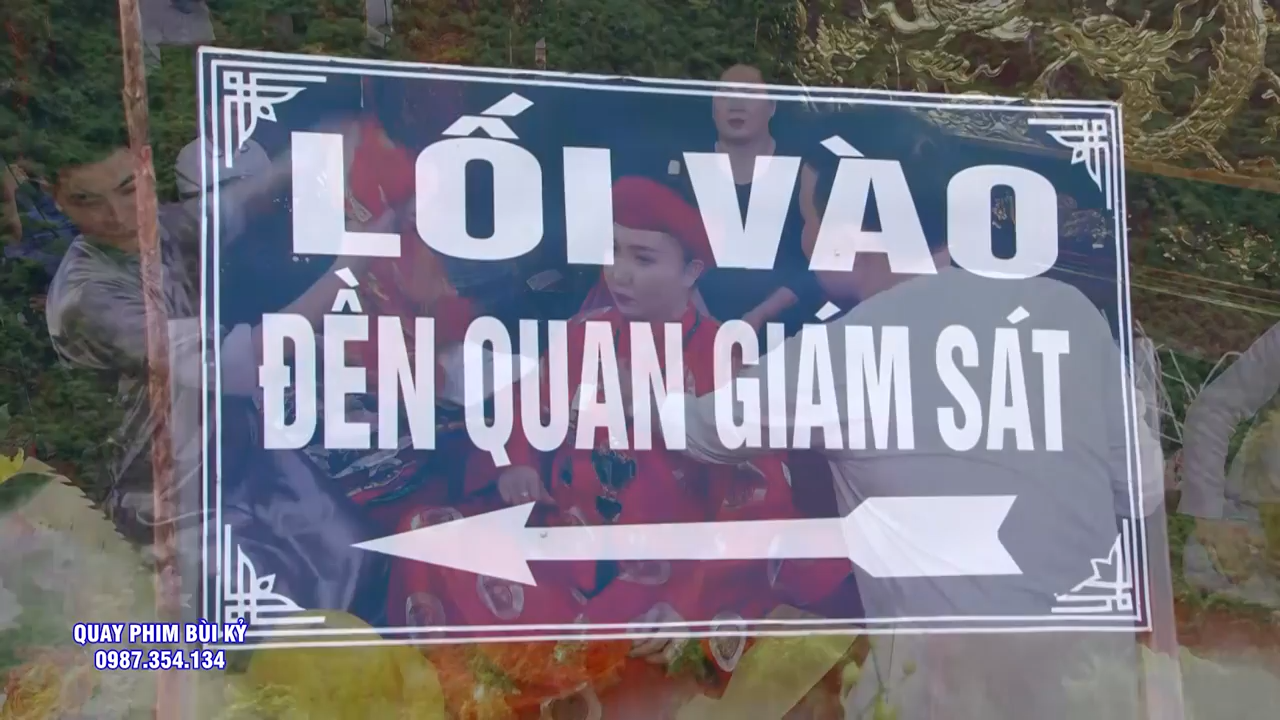 LỐI VÀO
ĐỀN QUAN GIÁM SÁT
QUAY PHIM BÙI KỶ
0987.354.134